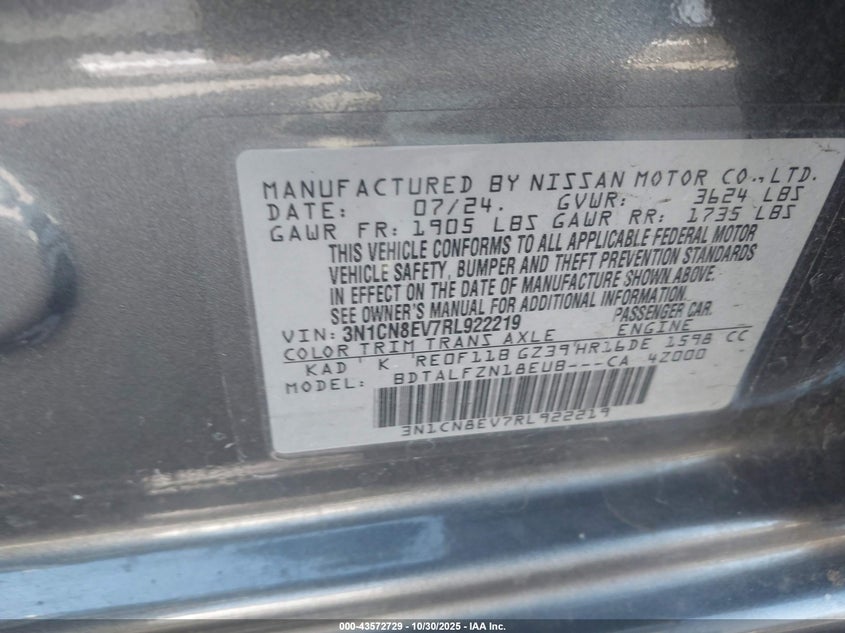 MANUFACTURED BY NISSAN MOTOR CO.,LTD.
DATE: 07/24. GVWR: 3624 LBS
GAWR FR: 1905 LBS GAWR RR: 1735 LBS
THIS VEHICLE CONFORMS TO ALL APPLICABLE FEDERAL MOTOR
VEHICLE SAFETY, BUMPER AND THEFT PREVENTION STANDARDS
IN EFFECT ON THE DATE OF MANUFACTURE SHOWN ABOVE.
SEE OWNER'S MANUAL FOR ADDITIONAL INFORMATION.
PASSENGER CAR.
VIN: 3N1CN8EV7RL922219
COLOR TRIM TRANS AXLE ENGINE
KAD K RE0F11B GZ39 HR16DE 1598 CC
MODEL: BDTALFZN18EUB---CA 4Z000
3N1CN8EV7RL922219
000-43572729 - 10/30/2025 - IAA Inc.